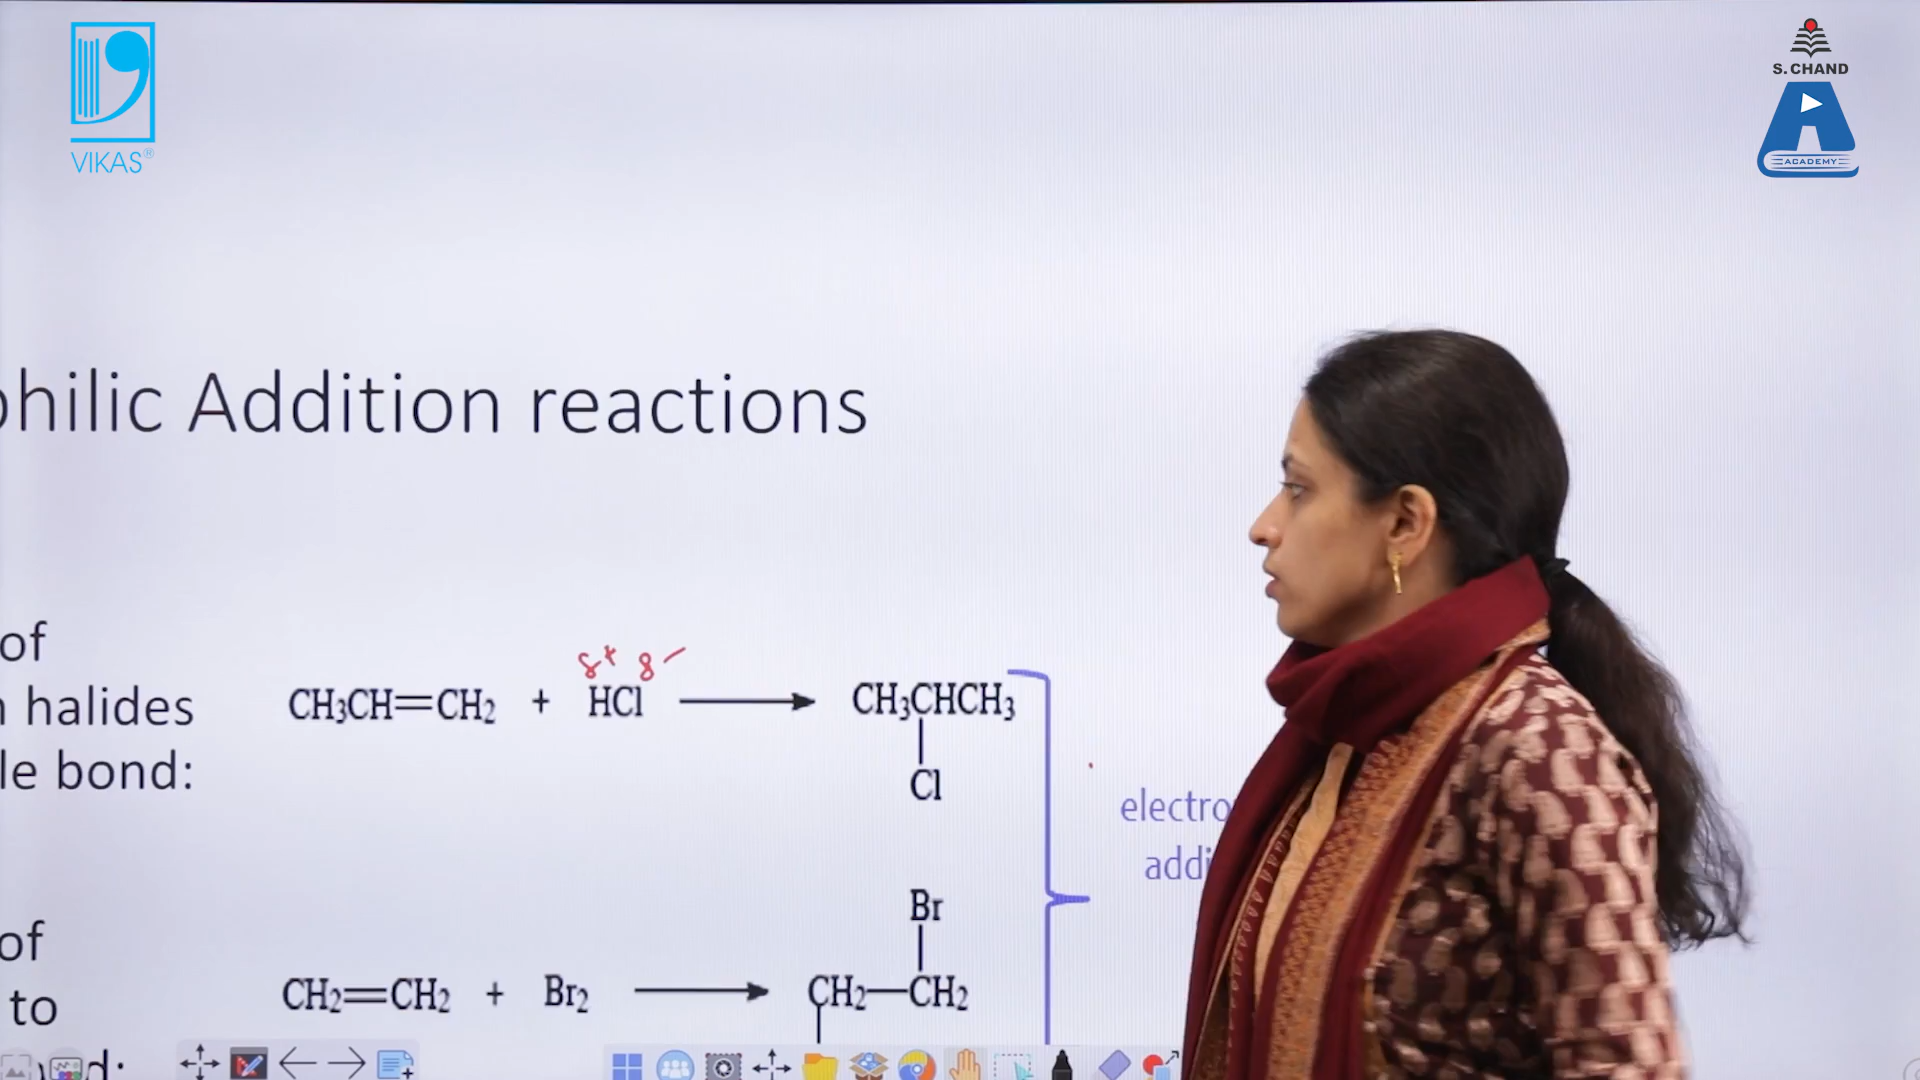 VIKAS®
S. CHAND
ACADEMY
philic Addition reactions
of
halides
le bond:
δ+ δ−
CH₃CH=CH₂ + HCl ⟶ CH₃CHCH₃
Cl
electro
addi
Br
of
to
d:
CH₂=CH₂ + Br₂ ⟶ CH₂—CH₂